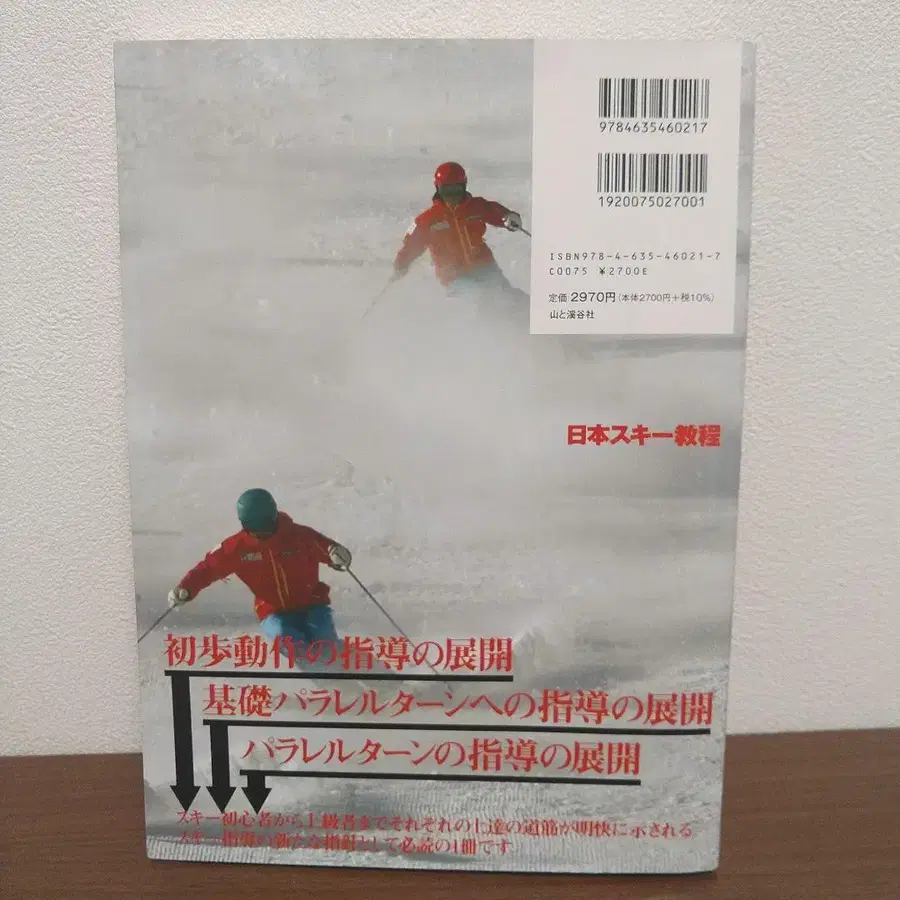 9784635460217
1920075027001
ISBN978-4-635-46021-7
C0075 ¥2700E
定価2970円(本体2700円+税10%)
山と溪谷社
日本スキー教程
初歩動作の指導の展開
基礎パラレルターンへの指導の展開
パラレルターンの指導の展開
スキー初心者から上級者までそれぞれの上達の道筋が明快に示される
スキー指導の新たな指針として必読の1冊です